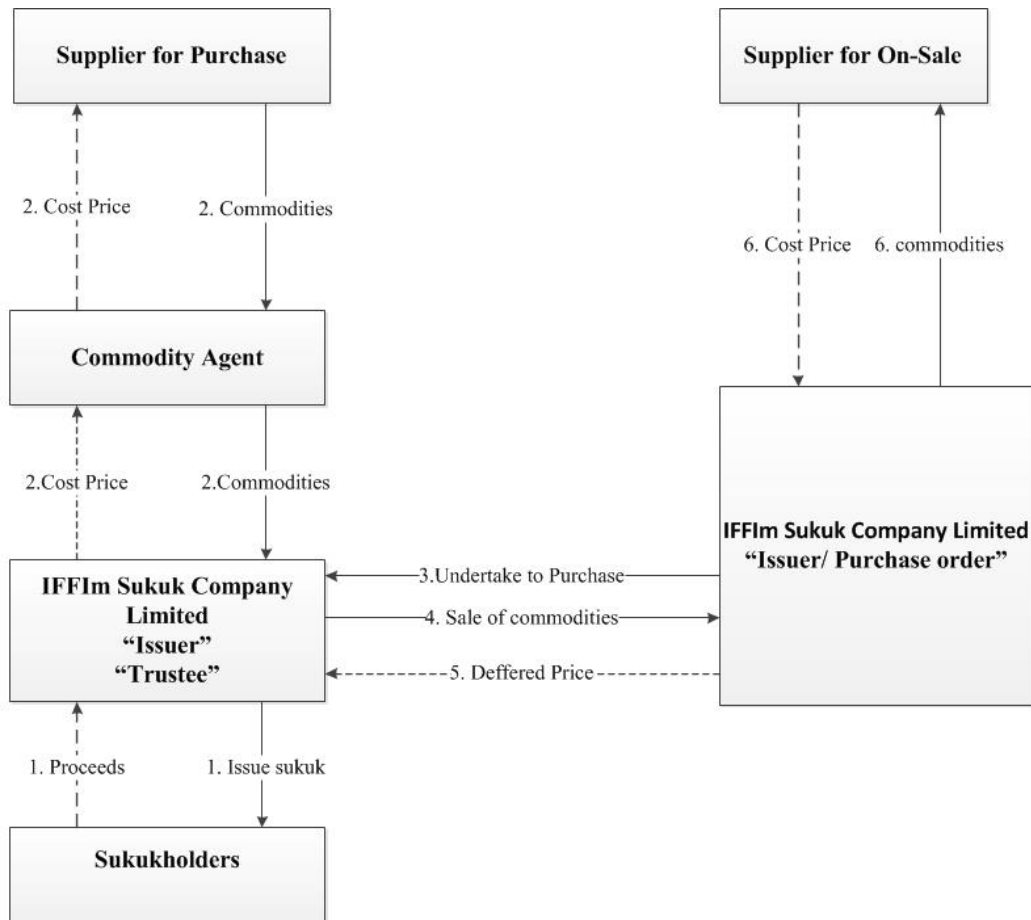 Supplier for Purchase
Supplier for On-Sale
2. Cost Price
2. Commodities
6. Cost Price
6. commodities
Commodity Agent
2.Cost Price
2.Commodities
IFFIm Sukuk Company
Limited
“Issuer”
“Trustee”
IFFIm Sukuk Company Limited
“Issuer/ Purchase order”
3.Undertake to Purchase
4. Sale of commodities
5. Deffered Price
1. Proceeds
1. Issue sukuk
Sukukholders